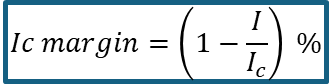 Ic margin = (1 − I/I_c) %